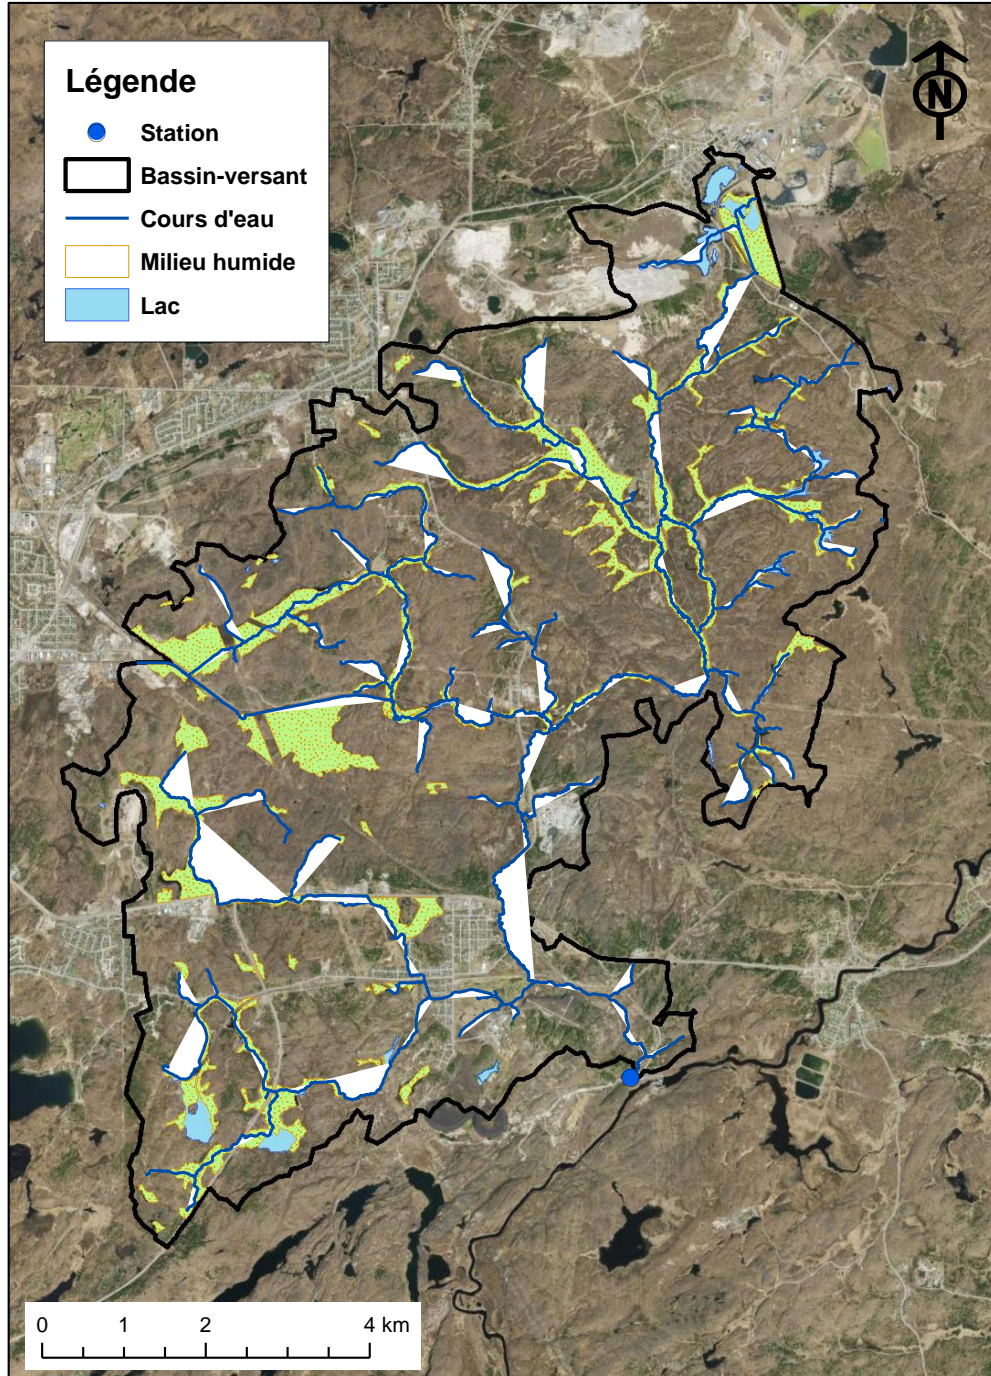 Légende
Station
Bassin-versant
Cours d'eau
Milieu humide
Lac
N
0 1 2 4 km